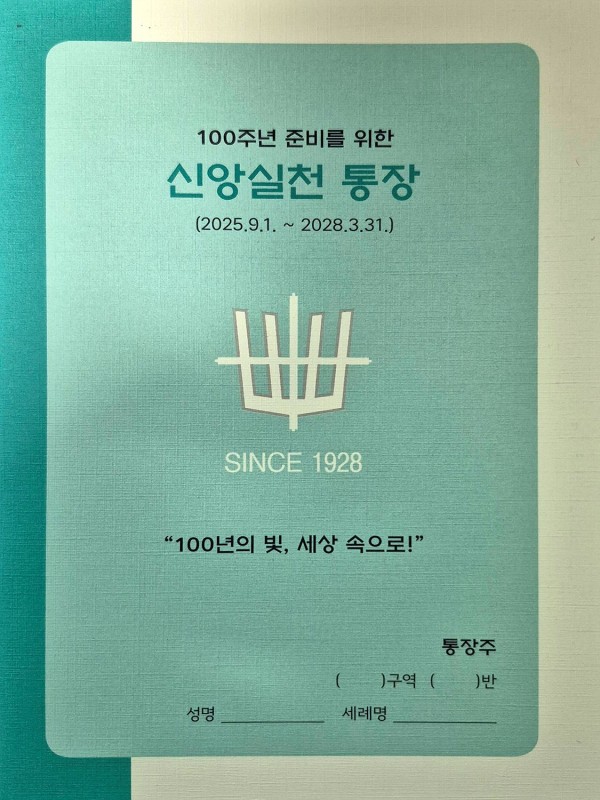 100주년 준비를 위한
신앙실천 통장
(2025.9.1. ~ 2028.3.31.)
SINCE 1928
“100년의 빛, 세상 속으로!”
통장주
( )구역 ( )반
성명 ____________ 세례명 ____________